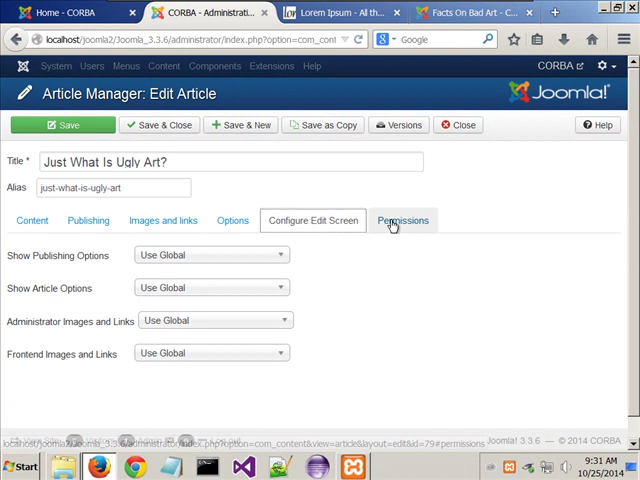 Home - CORBA
CORBA - Administrati...
Lorem Ipsum - All th...
Facts On Bad Art - C...
localhost/joomla2/Joomla_3.3.6/administrator/index.php?option=com_cont
Google
System Users Menus Content Components Extensions Help
CORBA
Article Manager: Edit Article
Joomla!
Save
Save & Close
Save & New
Save as Copy
Versions
Close
Help
Title *
Just What Is Ugly Art?
Alias
just-what-is-ugly-art
Content
Publishing
Images and links
Options
Configure Edit Screen
Permissions
Show Publishing Options
Use Global
Show Article Options
Use Global
Administrator Images and Links
Use Global
Frontend Images and Links
Use Global
localhost/joomla2/Joomla_3.3.6/administrator/index.php?option=com_content&view=article&layout=edit&id=79#permissions
Joomla! 3.3.6 — © 2014 CORBA
Start
9:31 AM
10/25/2014